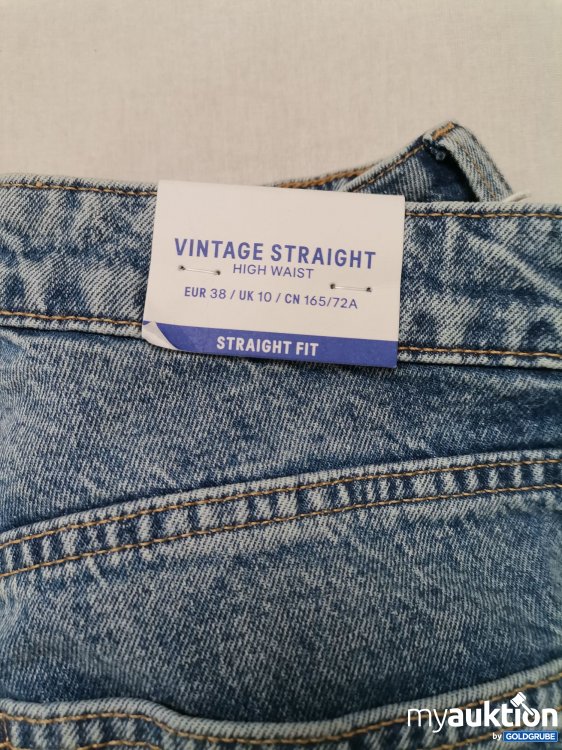 VINTAGE STRAIGHT
HIGH WAIST
EUR 38 / UK 10 / CN 165/72A
STRAIGHT FIT
myauktion
by GOLDGRUBE